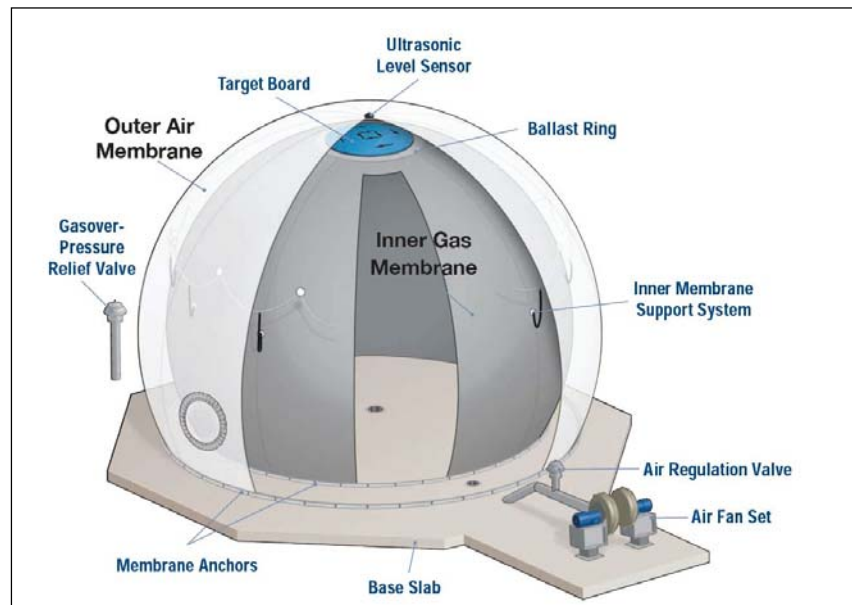 Ultrasonic
Level Sensor
Target Board
Outer Air
Membrane
Ballast Ring
Gasover-
Pressure
Relief Valve
Inner Gas
Membrane
Inner Membrane
Support System
Air Regulation Valve
Air Fan Set
Membrane Anchors
Base Slab